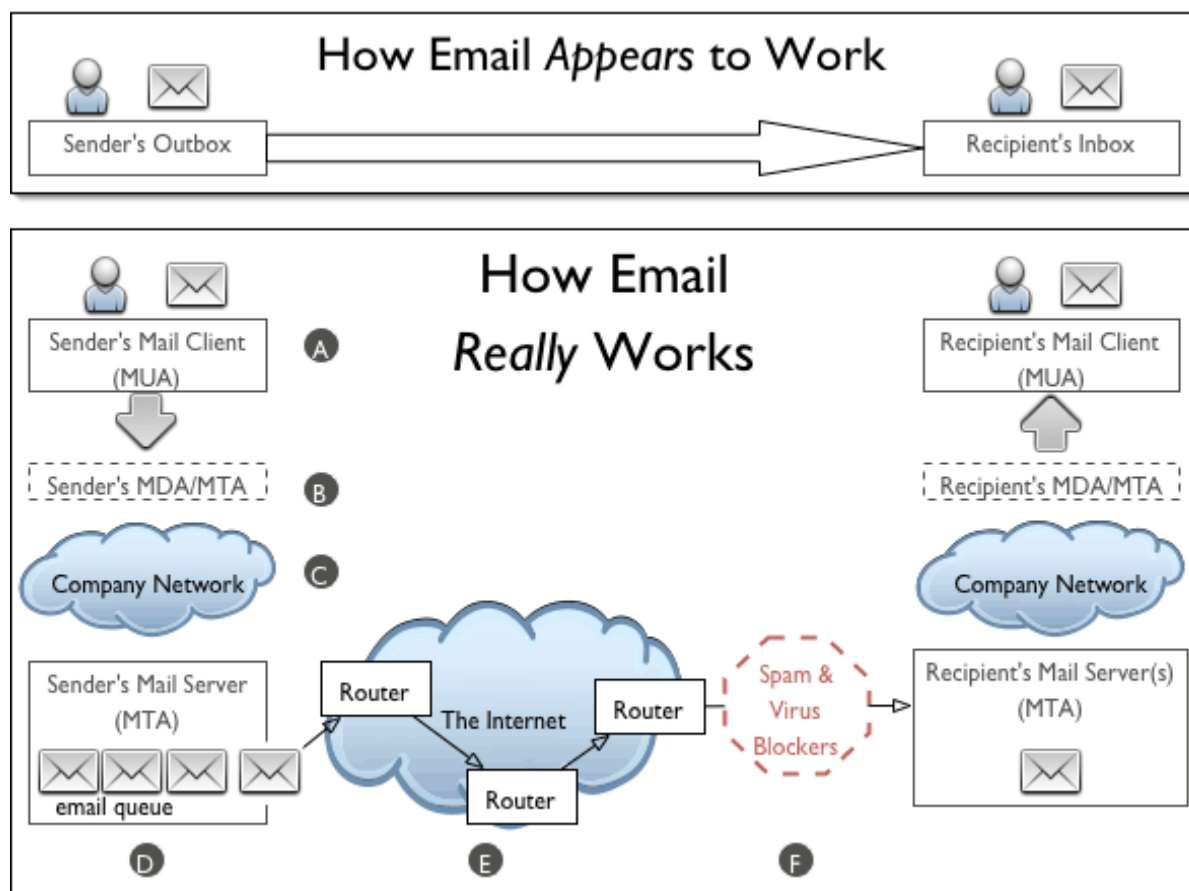 How Email Appears to Work
Sender's Outbox
Recipient's Inbox
How Email
Really Works
Sender's Mail Client
(MUA)
A
Recipient's Mail Client
(MUA)
Sender's MDA/MTA
B
Recipient's MDA/MTA
Company Network
C
Company Network
Sender's Mail Server
(MTA)
email queue
Router
The Internet
Router
Router
Spam &
Virus
Blockers
Recipient's Mail Server(s)
(MTA)
D
E
F